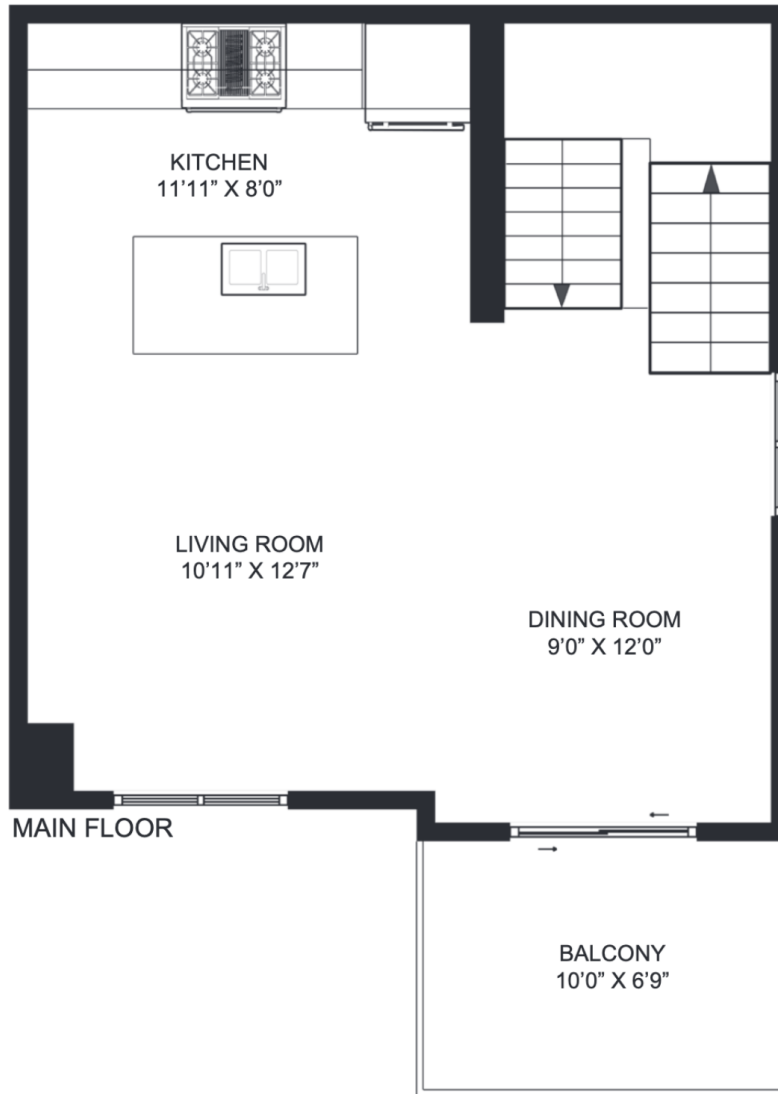 KITCHEN
11’11” X 8’0”
LIVING ROOM
10’11” X 12’7”
DINING ROOM
9’0” X 12’0”
MAIN FLOOR
BALCONY
10’0” X 6’9”